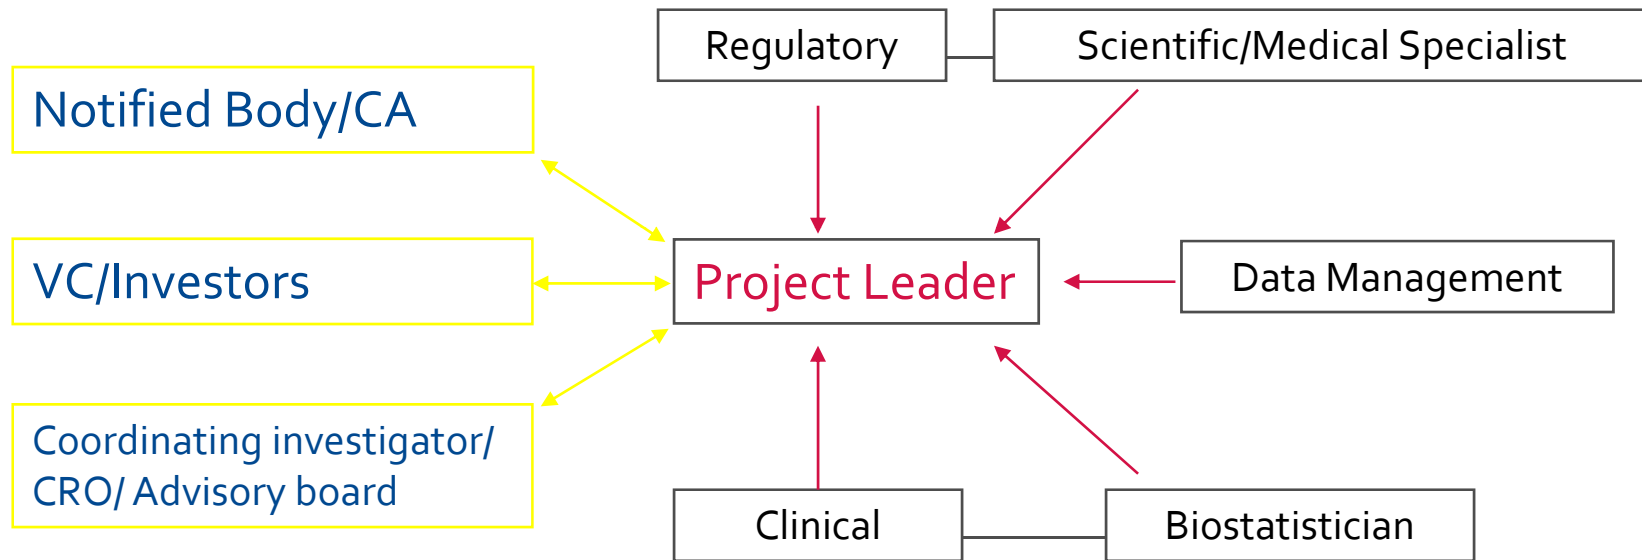 Regulatory
Scientific/Medical Specialist
Notified Body/CA
VC/Investors
Project Leader
Data Management
Coordinating investigator/
CRO/ Advisory board
Clinical
Biostatistician